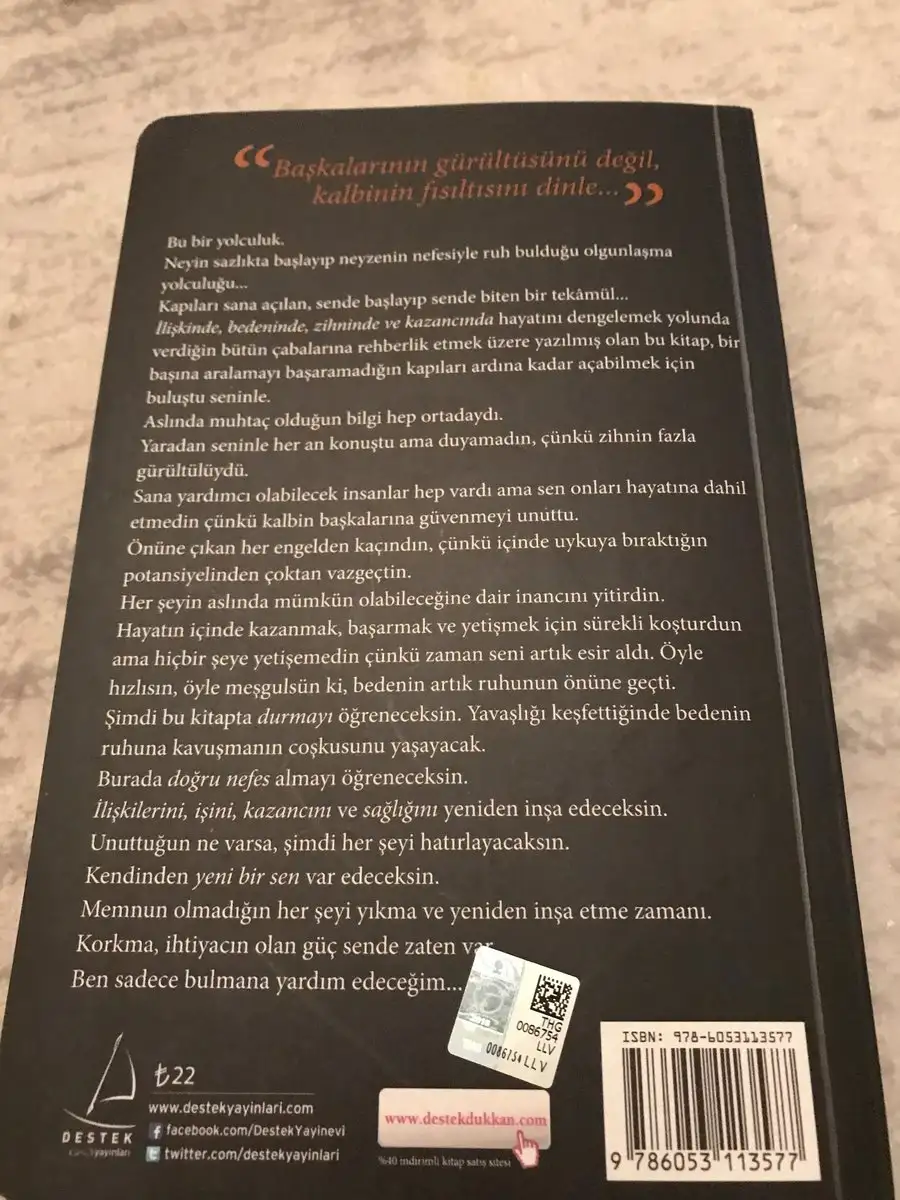 “Başkalarının gürültüsünü değil,
kalbinin fısıltısını dinle...”
Bu bir yolculuk.
Neyin sazlıkta başlayıp neyzenin nefesiyle ruh bulduğu olgunlaşma
yolculuğu...
Kapıları sana açılan, sende başlayıp sende biten bir tekâmül...
İlişkinde, bedeninde, zihninde ve kazancında hayatını dengelemek yolunda
verdiğin bütün çabalarına rehberlik etmek üzere yazılmış olan bu kitap, bir
başına aralamayı başaramadığın kapıları ardına kadar açabilmek için
buluştu seninle.
Aslında muhtaç olduğun bilgi hep ortadaydı.
Yaradan seninle her an konuştu ama duyamadın, çünkü zihnin fazla
gürültülüydü.
Sana yardımcı olabilecek insanlar hep vardı ama sen onları hayatına dahil
etmedin çünkü kalbin başkalarına güvenmeyi unuttu.
Önüne çıkan her engelden kaçındın, çünkü içinde uykuya bıraktığın
potansiyelinden çoktan vazgeçtin.
Her şeyin aslında mümkün olabileceğine dair inancını yitirdin.
Hayatın içinde kazanmak, başarmak ve yetişmek için sürekli koşturdun
ama hiçbir şeye yetişemedin çünkü zaman seni artık esir aldı. Öyle
hızlısın, öyle meşgulsün ki, bedenin artık ruhunun önüne geçti.
Şimdi bu kitapta durmayı öğreneceksin. Yavaşlığı keşfettiğinde bedenin
ruhuna kavuşmanın coşkusunu yaşayacak.
Burada doğru nefes almayı öğreneceksin.
İlişkilerini, işini, kazancını ve sağlığını yeniden inşa edeceksin.
Unuttuğun ne varsa, şimdi her şeyi hatırlayacaksın.
Kendinden yeni bir sen var edeceksin.
Memnun olmadığın her şeyi yıkma ve yeniden inşa etme zamanı.
Korkma, ihtiyacın olan güç sende zaten var
Ben sadece bulmana yardım edeceğim...
THG
0086754
LLV
0086754 LLV
₺22
www.destekyayinlari.com
facebook.com/DestekYayinevi
twitter.com/destekyayinlari
DESTEK
yayınları
www.destekdukkan.com
%40 indirimli kitap satış sitesi
ISBN: 978-6053113577
9 786053 113577